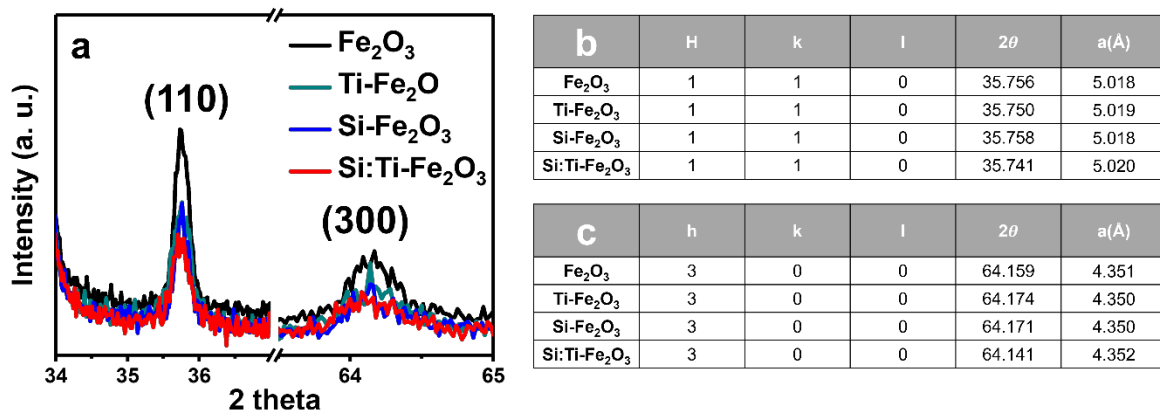 a
Fe₂O₃
Ti-Fe₂O
Si-Fe₂O₃
Si:Ti-Fe₂O₃
(110)
(300)
Intensity (a. u.)
34 35 36 64 65
2 theta
b H k l 2θ a(Å)
Fe₂O₃ 1 1 0 35.756 5.018
Ti-Fe₂O₃ 1 1 0 35.750 5.019
Si-Fe₂O₃ 1 1 0 35.758 5.018
Si:Ti-Fe₂O₃ 1 1 0 35.741 5.020
c h k l 2θ a(Å)
Fe₂O₃ 3 0 0 64.159 4.351
Ti-Fe₂O₃ 3 0 0 64.174 4.350
Si-Fe₂O₃ 3 0 0 64.171 4.350
Si:Ti-Fe₂O₃ 3 0 0 64.141 4.352